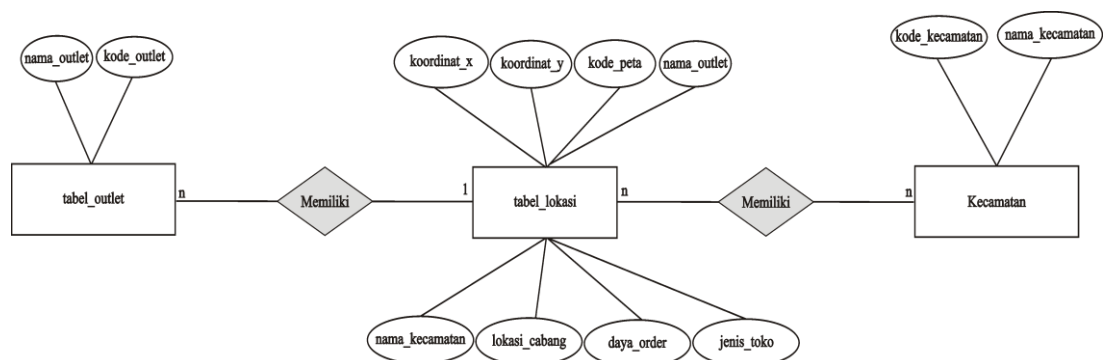 nama_outlet
kode_outlet
koordinat_x
koordinat_y
kode_peta
nama_outlet
kode_kecamatan
nama_kecamatan
tabel_outlet
n
Memiliki
1
tabel_lokasi
n
Memiliki
n
Kecamatan
nama_kecamatan
lokasi_cabang
daya_order
jenis_toko